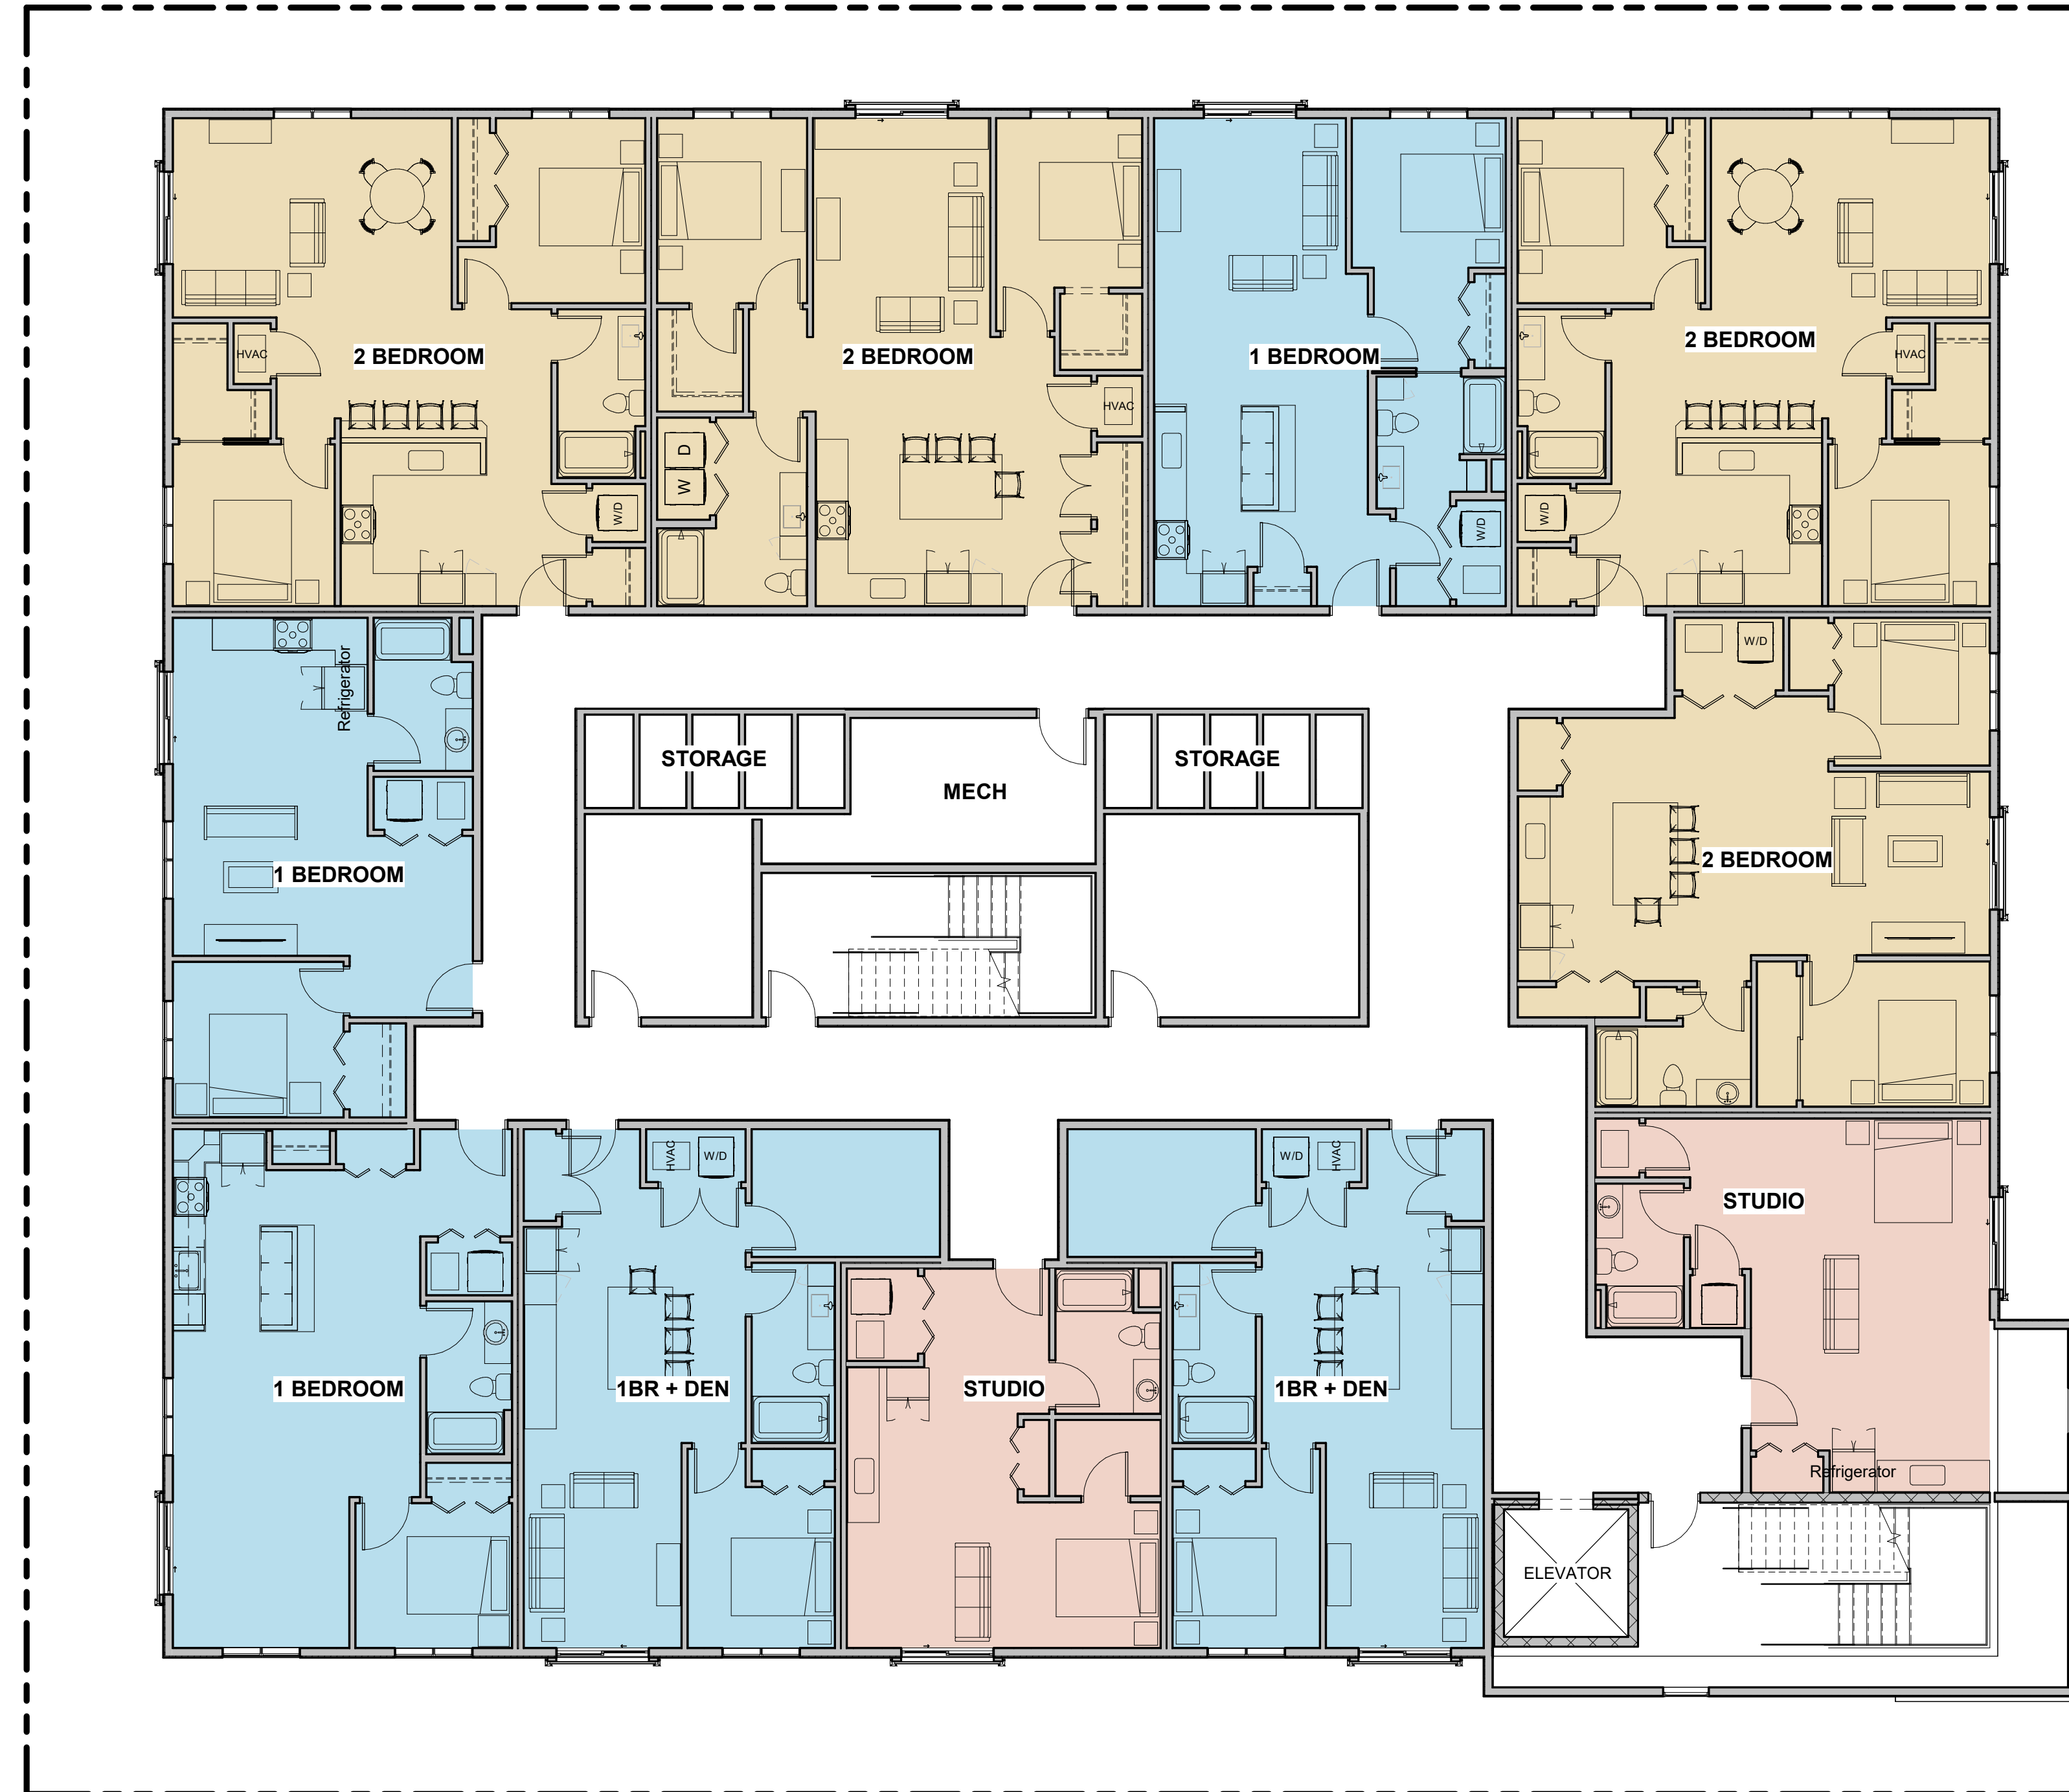 HVAC
2 BEDROOM
W/D
2 BEDROOM
HVAC
D
W
1 BEDROOM
W/D
2 BEDROOM
HVAC
W/D
Refrigerator
1 BEDROOM
STORAGE
MECH
STORAGE
W/D
2 BEDROOM
HVAC
W/D
W/D
HVAC
STUDIO
1 BEDROOM
1BR + DEN
STUDIO
1BR + DEN
Refrigerator
ELEVATOR